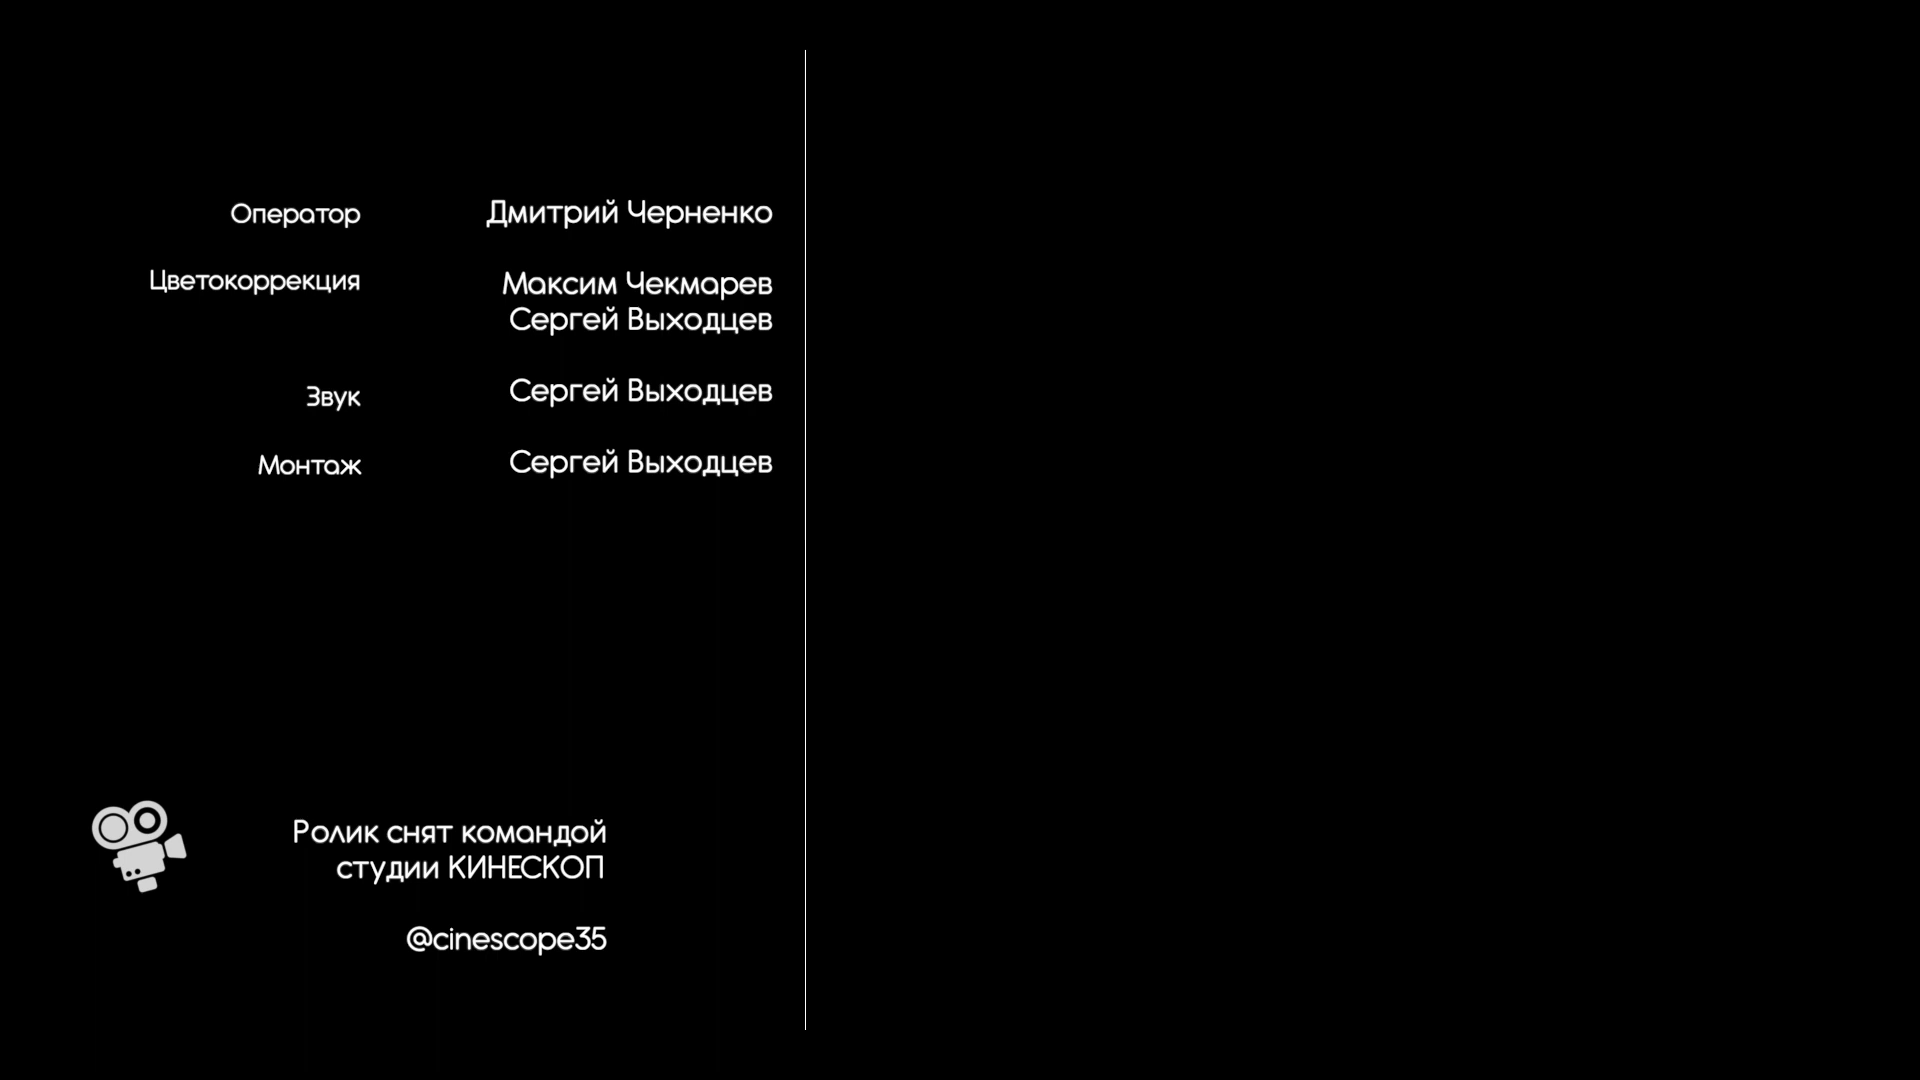 Оператор Дмитрий Черненко
Цветокоррекция Максим Чекмарев
Сергей Выходцев
Звук Сергей Выходцев
Монтаж Сергей Выходцев
Ролик снят командой
студии КИНЕСКОП
@cinescope35